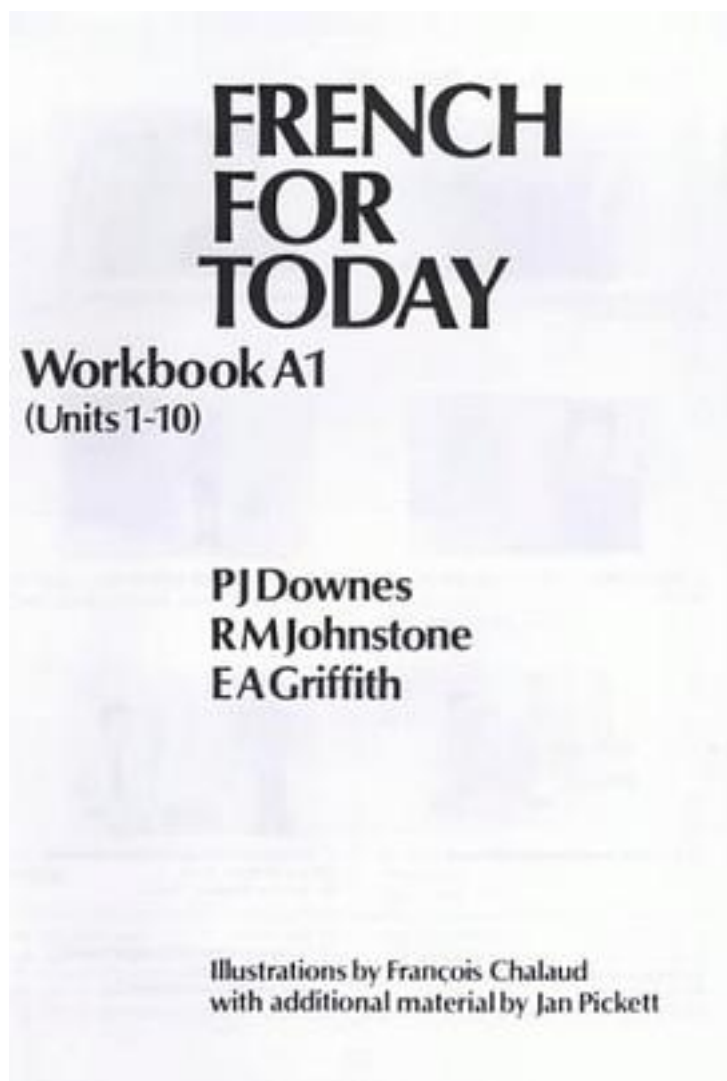 FRENCH
FOR
TODAY
Workbook A1
(Units 1-10)
P J Downes
R M Johnstone
E A Griffith
Illustrations by François Chalaud
with additional material by Jan Pickett